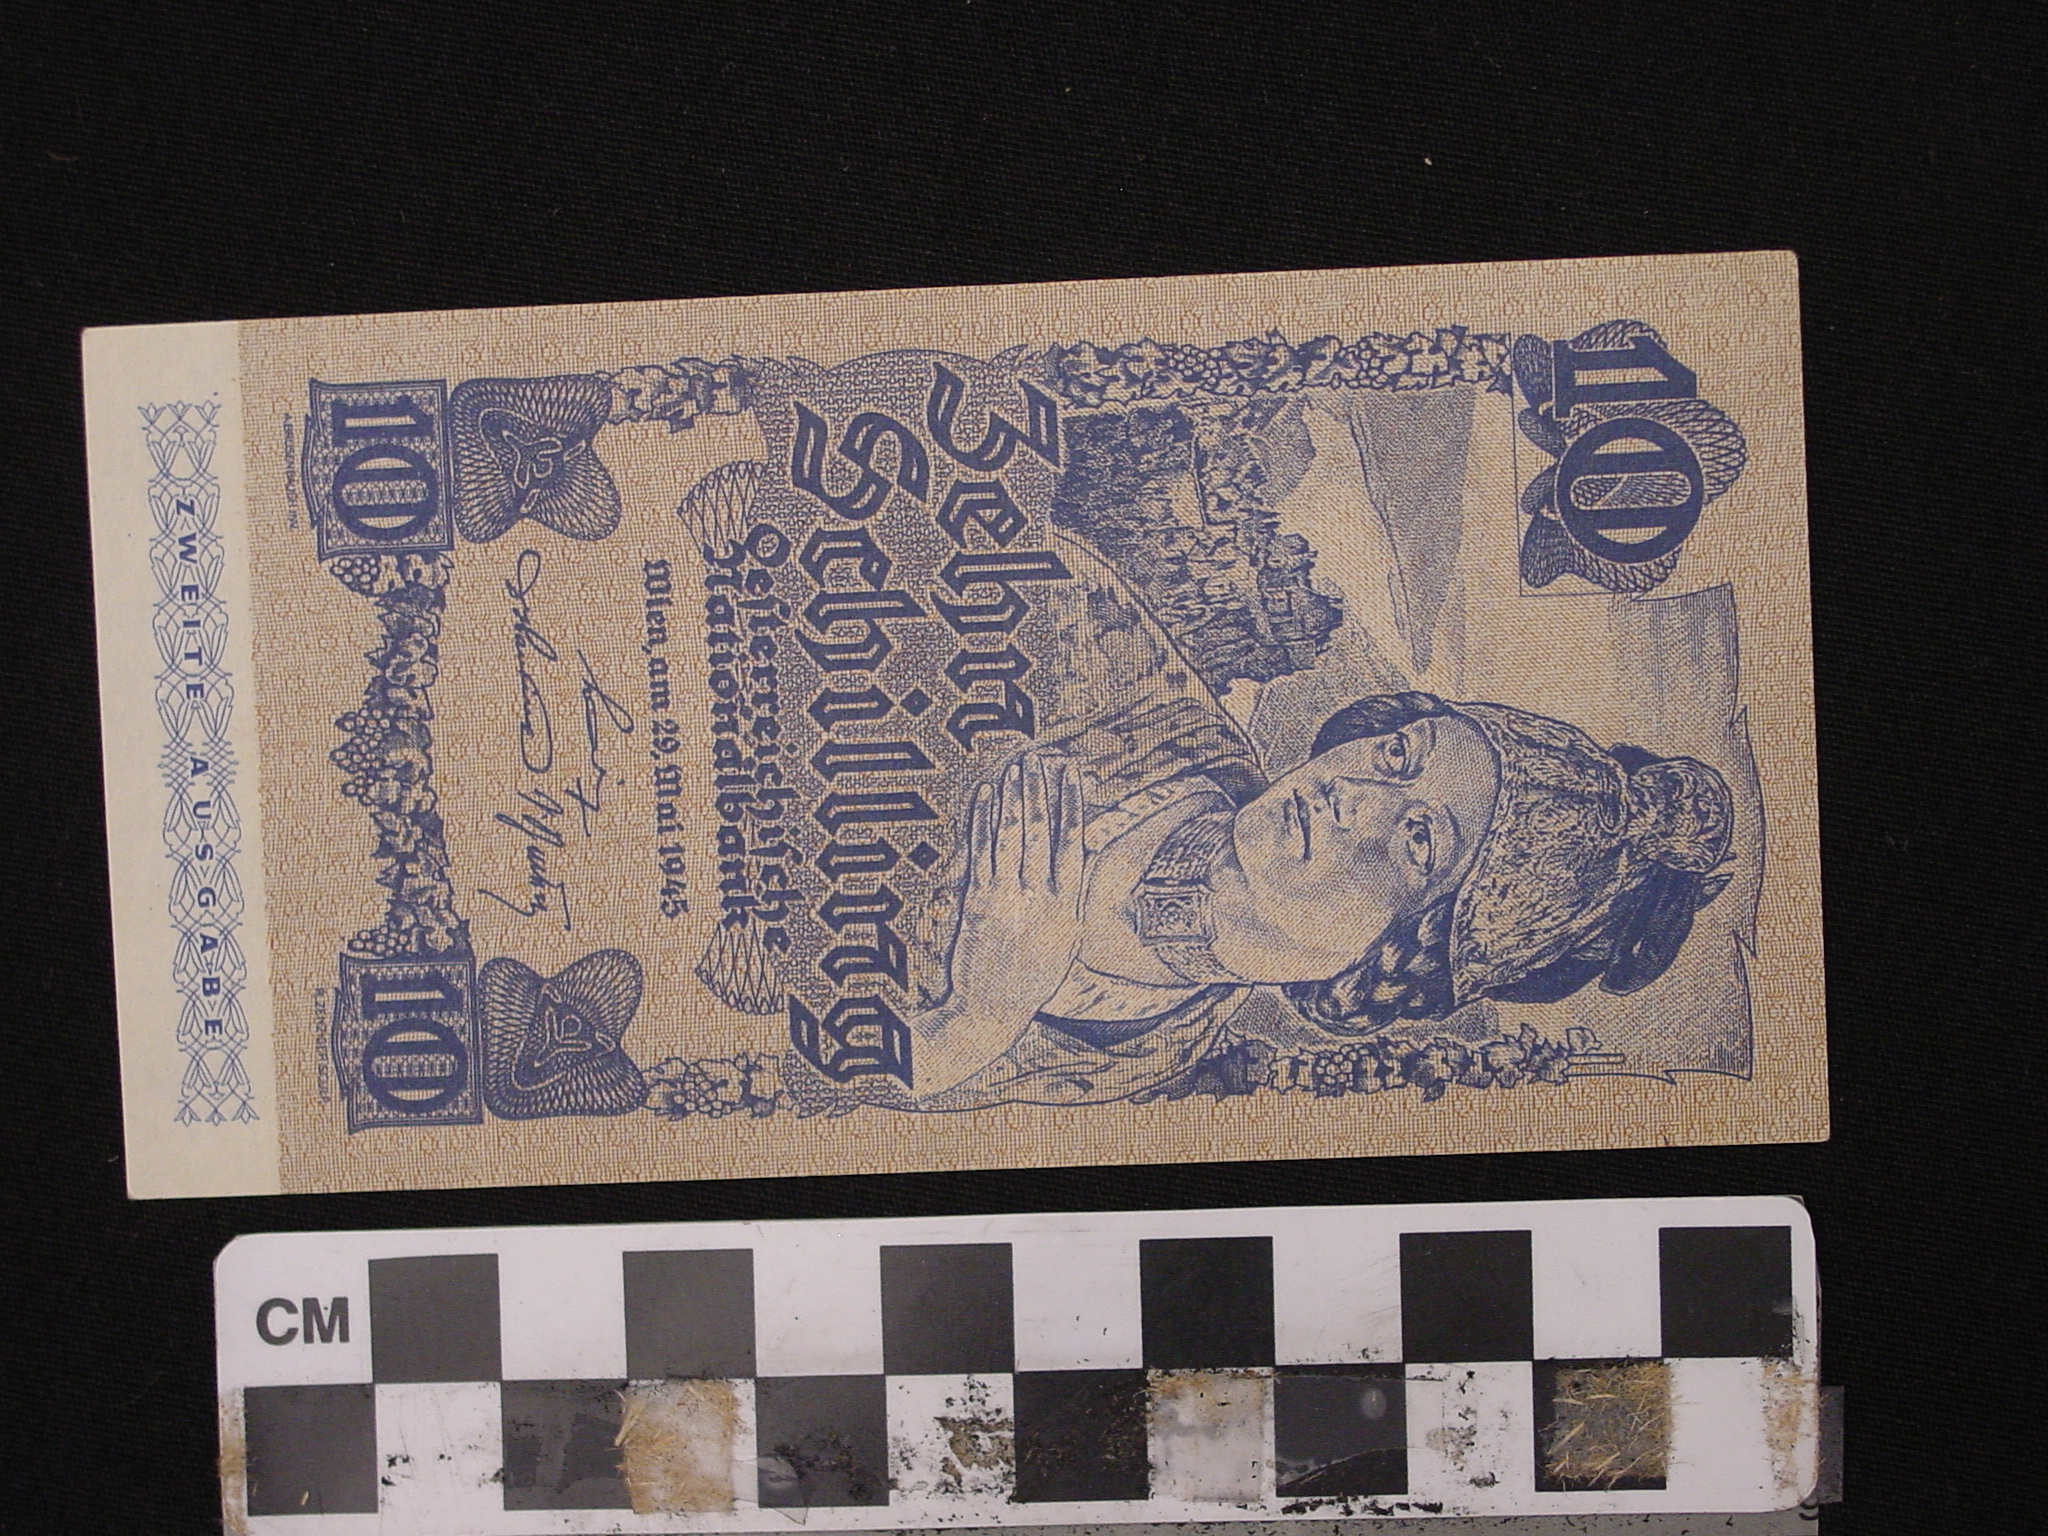 10
Zehn
Schilling
Oesterreichische
Nationalbank
Wien, am 29. Mai 1945
10
10
ZWEITE AUSGABE
CM